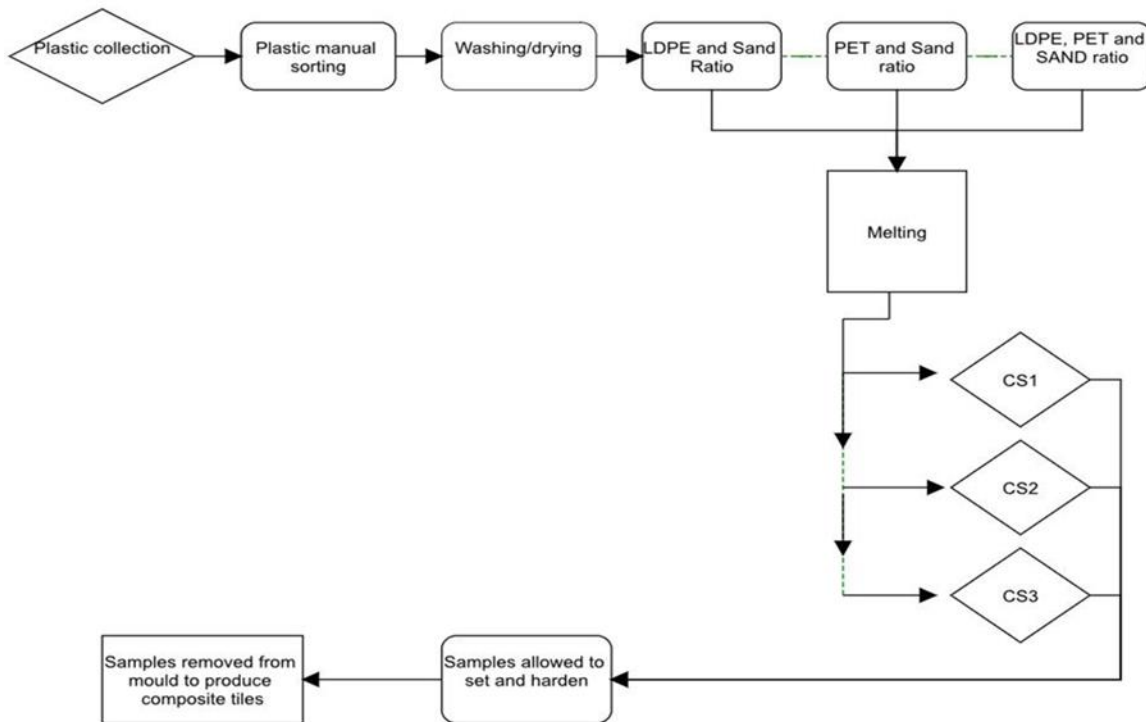 Plastic collection
Plastic manual
sorting
Washing/drying
LDPE and Sand
Ratio
PET and Sand
ratio
LDPE, PET and
SAND ratio
Melting
CS1
CS2
CS3
Samples removed from
mould to produce
composite tiles
Samples allowed to
set and harden